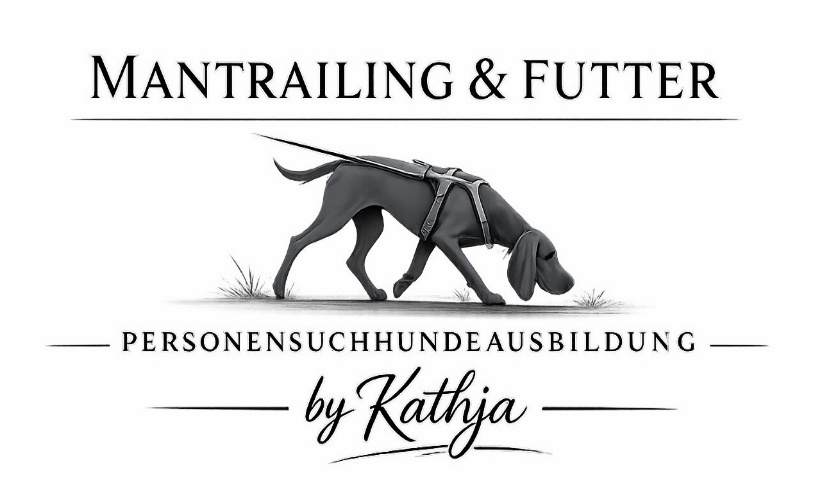 MANTRAILING & FUTTER
PERSONENSUCHHUNDEAUSBILDUNG
by Kathja